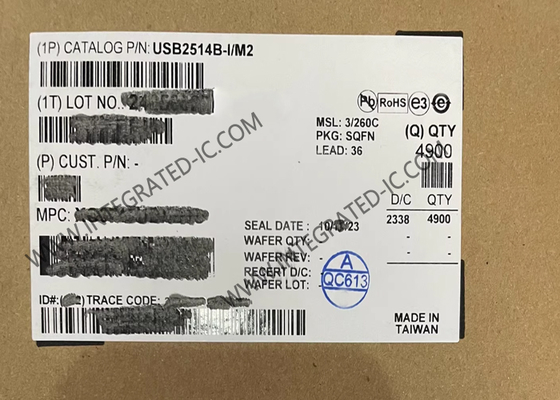 (1P) CATALOG P/N: USB2514B-I/M2
(1T) LOT NO.:
Pb RoHS e3 e
MSL: 3/260C
PKG: SQFN
LEAD: 36
(Q) QTY
4900
(P) CUST. P/N: -
D/C QTY
2338 4900
MPC:
SEAL DATE :
WAFER QTY:
WAFER REV: -
RECERT D/C:
WAFER LOT: -
A
QC613
ID#: TRACE CODE:
MADE IN
TAIWAN
WWW.INTEGRATED-IC.COM
WWW.INTEGRATED-IC.COM